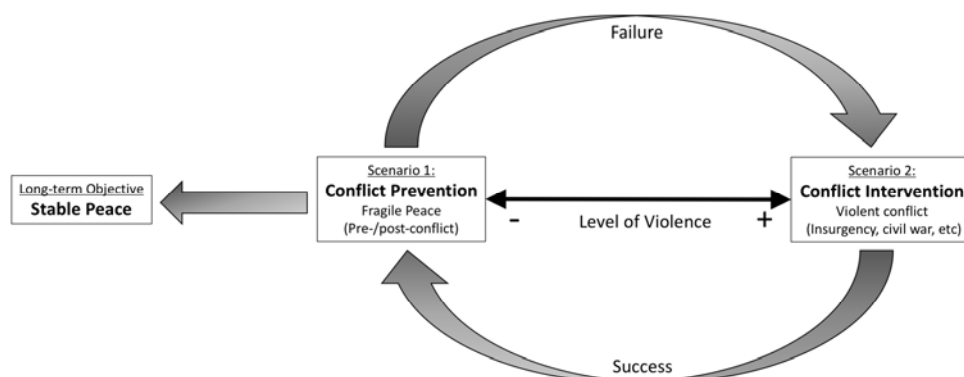 Failure
Long-term Objective
Stable Peace
Scenario 1:
Conflict Prevention
Fragile Peace
(Pre-/post-conflict)
-
Level of Violence
+
Scenario 2:
Conflict Intervention
Violent conflict
(Insurgency, civil war, etc)
Success